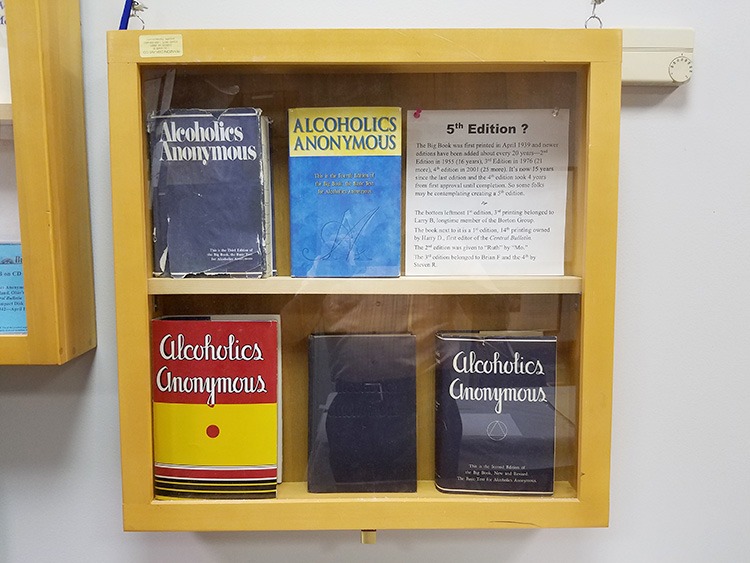 Alcoholics
Anonymous
This is the Third Edition of
the Big Book, the Basic Text
for Alcoholics Anonymous
ALCOHOLICS
ANONYMOUS
This is the Fourth Edition of
the Big Book, the Basic Text
for Alcoholics Anonymous
5th Edition ?
The Big Book was first printed in April 1939 and newer
editions have been added about every 20 years—2nd
Edition in 1955 (16 years), 3rd Edition in 1976 (21
more), 4th edition in 2001 (25 more). It's now 15 years
since the last edition and the 4th edition took 4 years
from first approval until completion. So some folks
may be contemplating creating a 5th edition.
The bottom leftmost 1st edition, 3rd printing belonged to
Larry B, longtime member of the Borton Group.
The book next to it is a 1st edition, 14th printing owned
by Harry D., first editor of the Central Bulletin
The 2nd edition was given to "Ruth" by "Mo."
The 3rd edition belonged to Brian F and the 4th by
Steven R.
Alcoholics
Anonymous
Alcoholics
Anonymous
This is the Second Edition of
the Big Book, New and Revised
The Basic Text for Alcoholics Anonymous
on CD
Bulletin